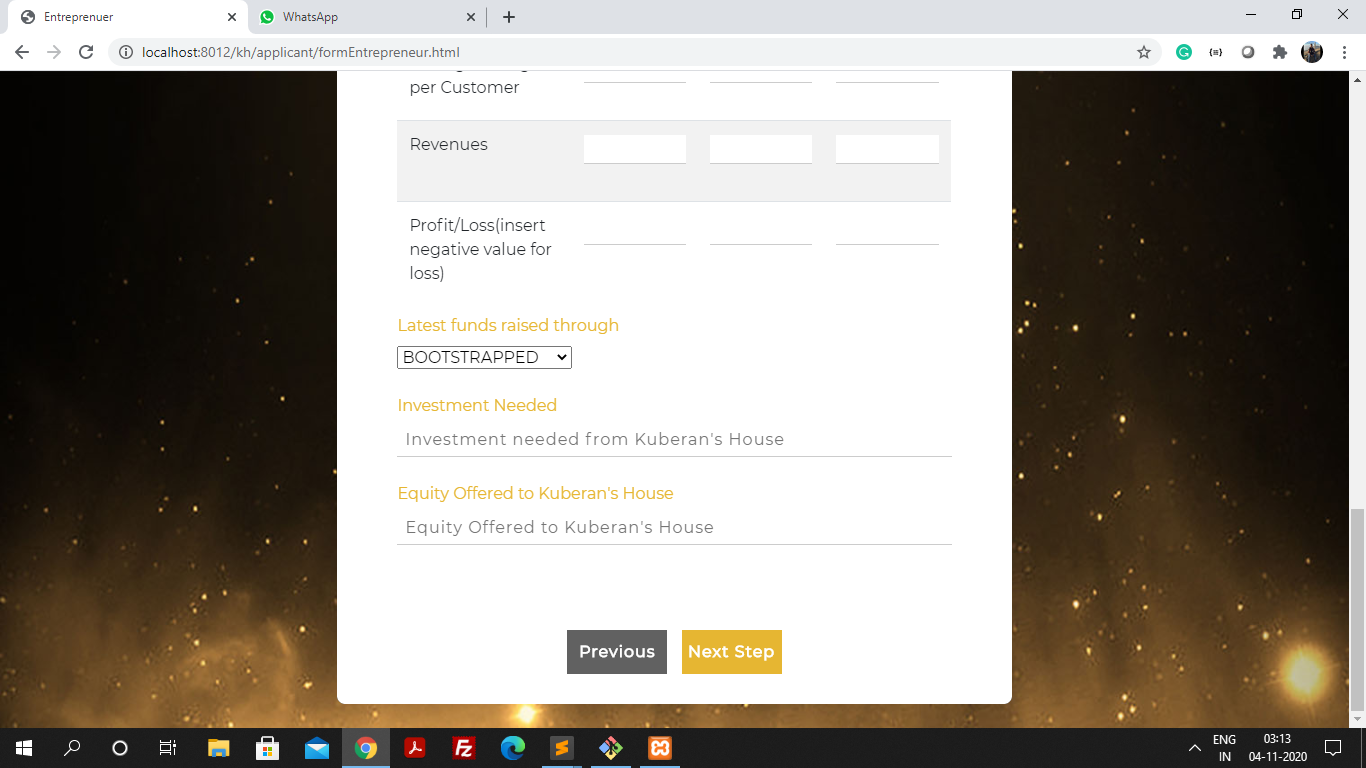 Entreprenuer
WhatsApp
localhost:8012/kh/applicant/formEntrepreneur.html
per Customer
Revenues
Profit/Loss(insert
negative value for
loss)
Latest funds raised through
BOOTSTRAPPED
Investment Needed
Investment needed from Kuberan's House
Equity Offered to Kuberan's House
Equity Offered to Kuberan's House
Previous
Next Step
ENG
IN
03:13
04-11-2020